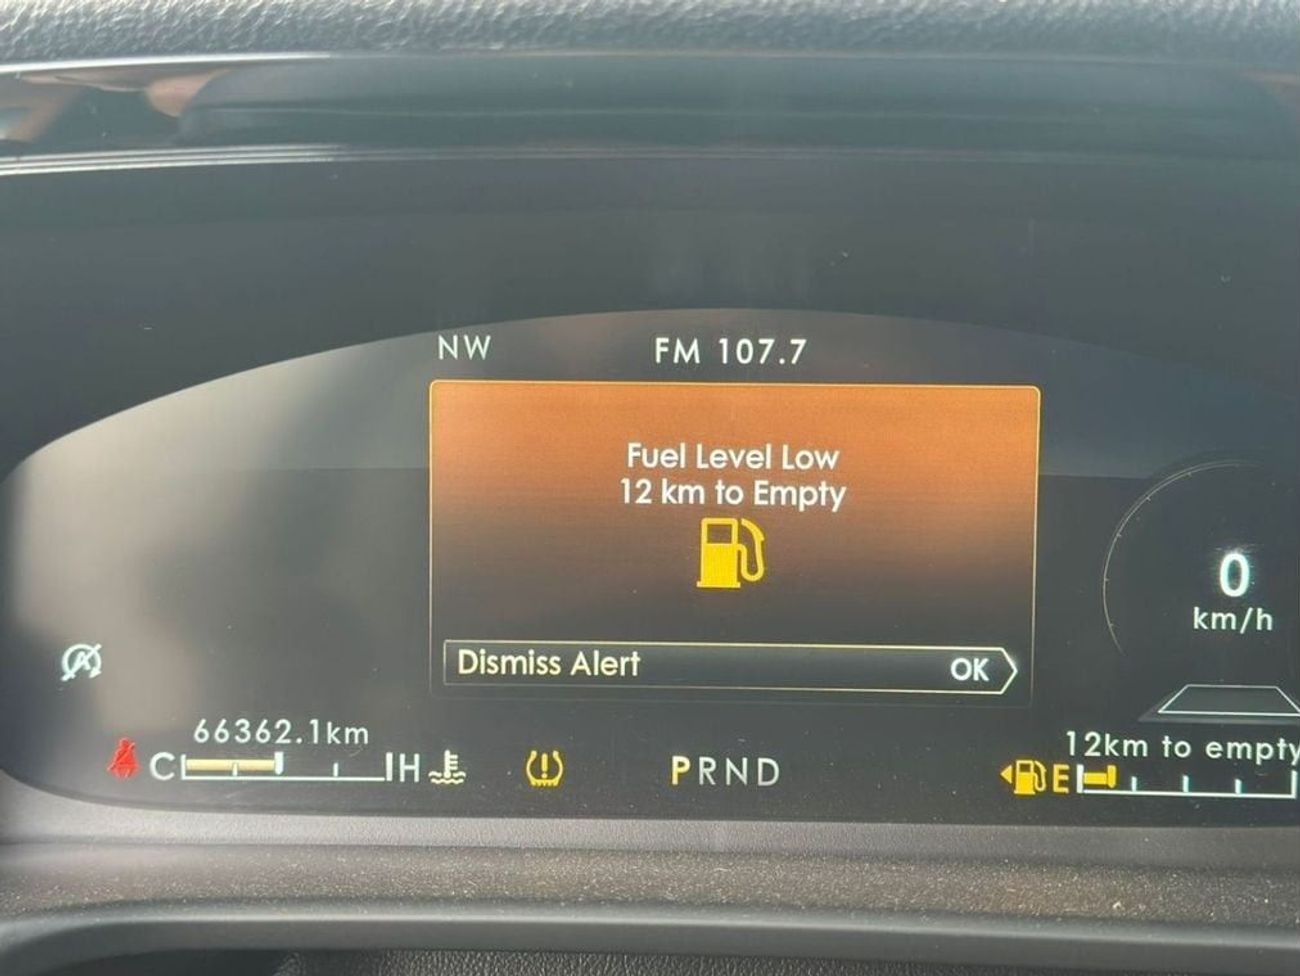 NW
FM 107.7
Fuel Level Low
12 km to Empty
Dismiss Alert OK
0
km/h
66362.1km
C H
PRND
12km to empty
E